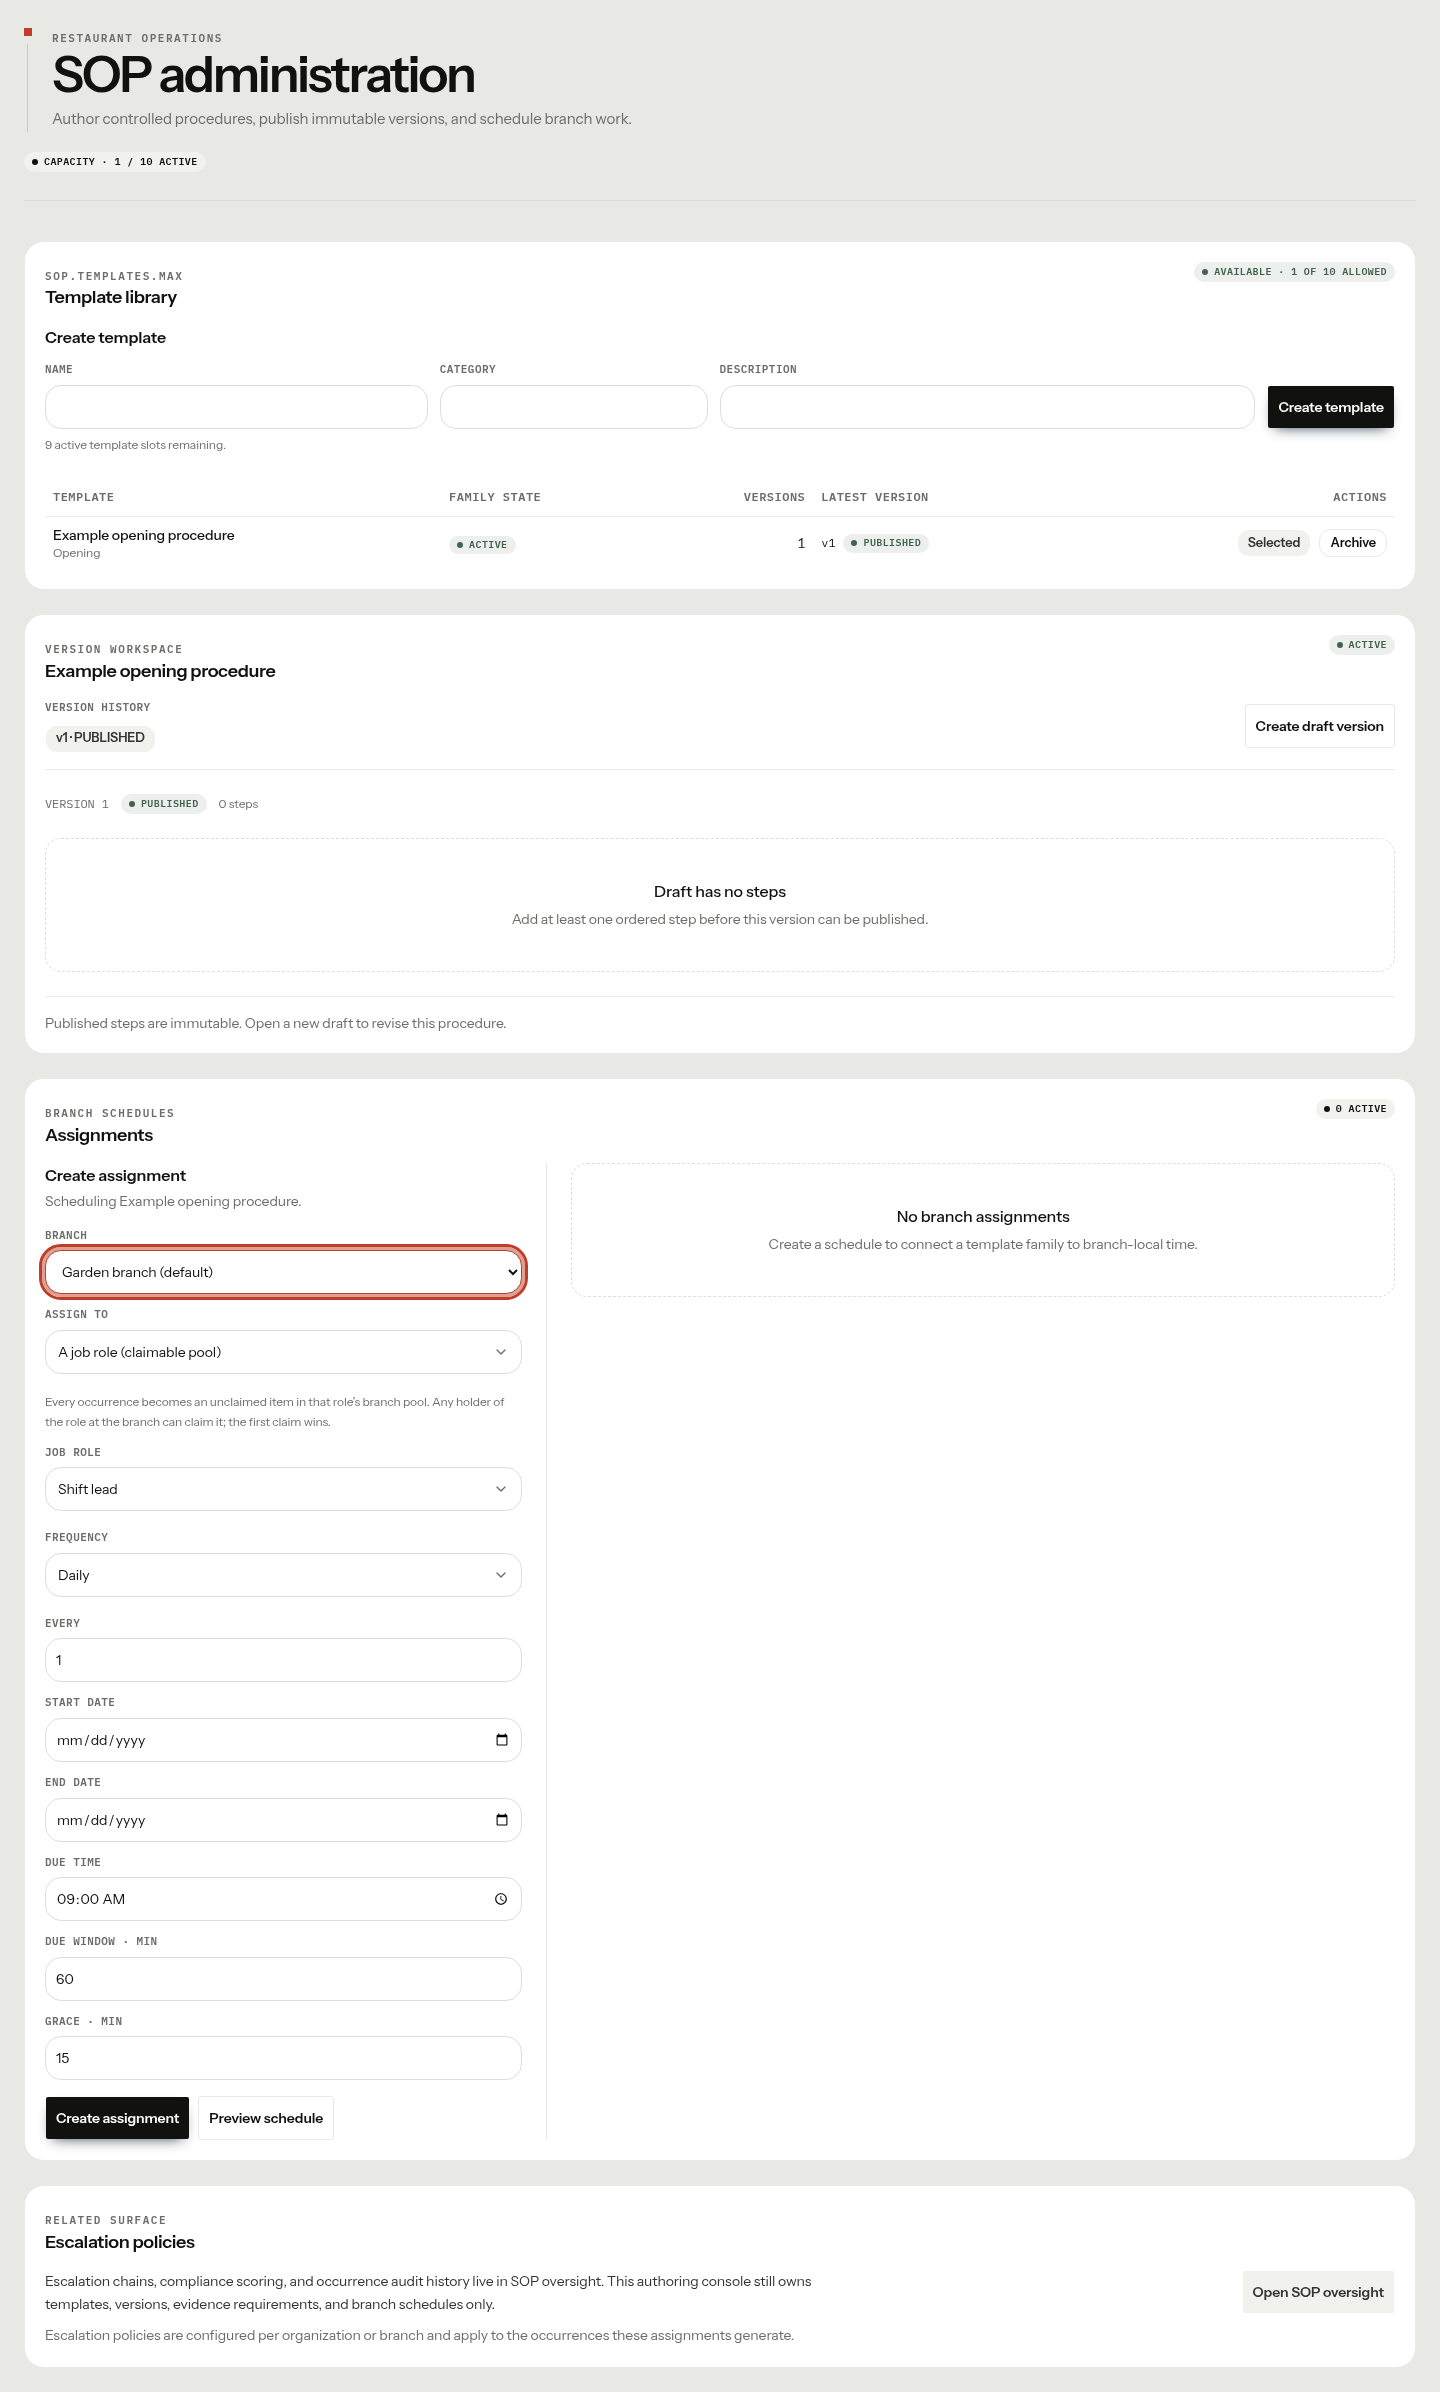 RESTAURANT OPERATIONS
SOP administration
Author controlled procedures, publish immutable versions, and schedule branch work.
CAPACITY · 1 / 10 ACTIVE
SOP.TEMPLATES.MAX
AVAILABLE · 1 OF 10 ALLOWED
Template library
Create template
NAME CATEGORY DESCRIPTION
Create template
9 active template slots remaining.
TEMPLATE FAMILY STATE VERSIONS LATEST VERSION ACTIONS
Example opening procedure
Opening
ACTIVE 1 v1 PUBLISHED Selected Archive
VERSION WORKSPACE
ACTIVE
Example opening procedure
VERSION HISTORY
v1 · PUBLISHED
Create draft version
VERSION 1 PUBLISHED 0 steps
Draft has no steps
Add at least one ordered step before this version can be published.
Published steps are immutable. Open a new draft to revise this procedure.
BRANCH SCHEDULES
0 ACTIVE
Assignments
Create assignment
Scheduling Example opening procedure.
BRANCH
Garden branch (default)
ASSIGN TO
A job role (claimable pool)
Every occurrence becomes an unclaimed item in that role's branch pool. Any holder of
the role at the branch can claim it; the first claim wins.
JOB ROLE
Shift lead
FREQUENCY
Daily
EVERY
1
START DATE
mm/dd/yyyy
END DATE
mm/dd/yyyy
DUE TIME
09:00 AM
DUE WINDOW · MIN
60
GRACE · MIN
15
Create assignment Preview schedule
No branch assignments
Create a schedule to connect a template family to branch-local time.
RELATED SURFACE
Escalation policies
Escalation chains, compliance scoring, and occurrence audit history live in SOP oversight. This authoring console still owns
templates, versions, evidence requirements, and branch schedules only.
Escalation policies are configured per organization or branch and apply to the occurrences these assignments generate.
Open SOP oversight